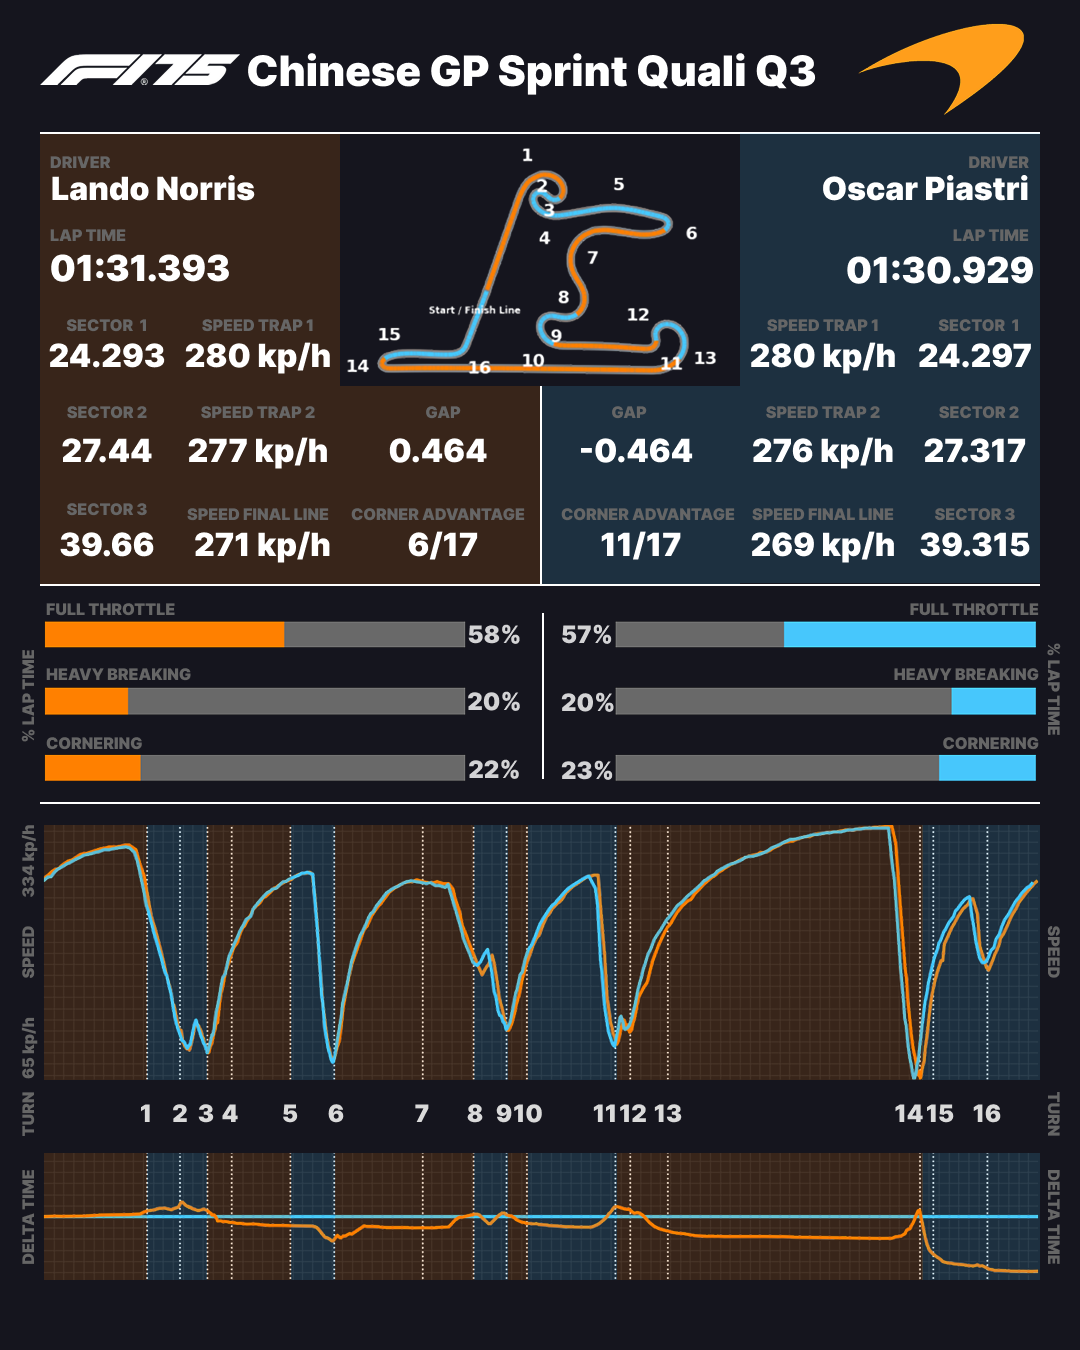 F1.75 Chinese GP Sprint Quali Q3
DRIVER
Lando Norris
LAP TIME
01:31.393
SECTOR 1 SPEED TRAP 1
24.293 280 kp/h
SECTOR 2 SPEED TRAP 2 GAP
27.44 277 kp/h 0.464
SECTOR 3 SPEED FINAL LINE CORNER ADVANTAGE
39.66 271 kp/h 6/17
1
2
3
4
5
6
7
8
9
10
11
12
13
14
15
16
Start / Finish Line
DRIVER
Oscar Piastri
LAP TIME
01:30.929
SPEED TRAP 1 SECTOR 1
280 kp/h 24.297
GAP SPEED TRAP 2 SECTOR 2
-0.464 276 kp/h 27.317
CORNER ADVANTAGE SPEED FINAL LINE SECTOR 3
11/17 269 kp/h 39.315
% LAP TIME
FULL THROTTLE
58%
HEAVY BREAKING
20%
CORNERING
22%
FULL THROTTLE
57%
HEAVY BREAKING
20%
CORNERING
23%
% LAP TIME
334 kp/h
SPEED
65 kp/h
SPEED
TURN 1 2 3 4 5 6 7 8 9 10 11 12 13 14 15 16 TURN
DELTA TIME
DELTA TIME